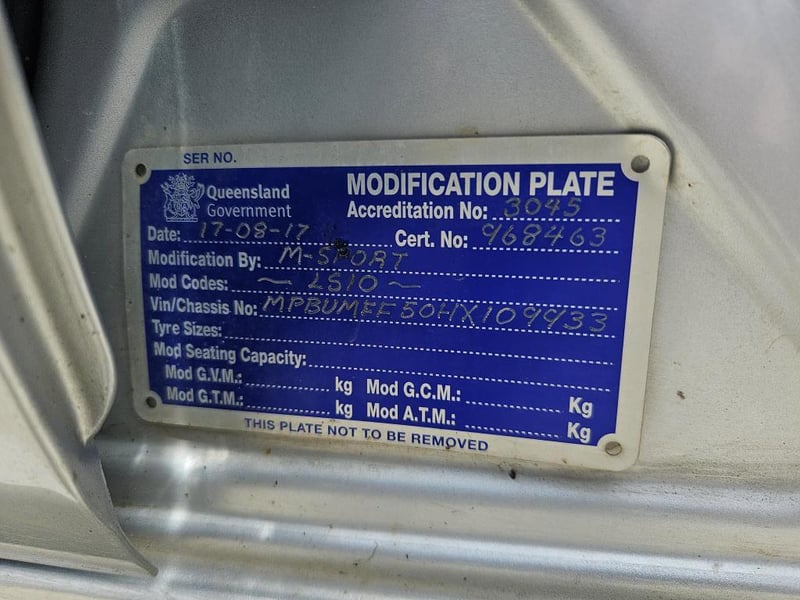 SER NO.
Queensland Government
MODIFICATION PLATE
Accreditation No: 3045
Date: 17-08-17 Cert. No: 968463
Modification By: M-SPORT
Mod Codes: ~ LS10 ~
Vin/Chassis No: MPBUMEF50HX109933
Tyre Sizes:
Mod Seating Capacity:
Mod G.V.M.: kg Mod G.C.M.: Kg
Mod G.T.M.: kg Mod A.T.M.: Kg
THIS PLATE NOT TO BE REMOVED